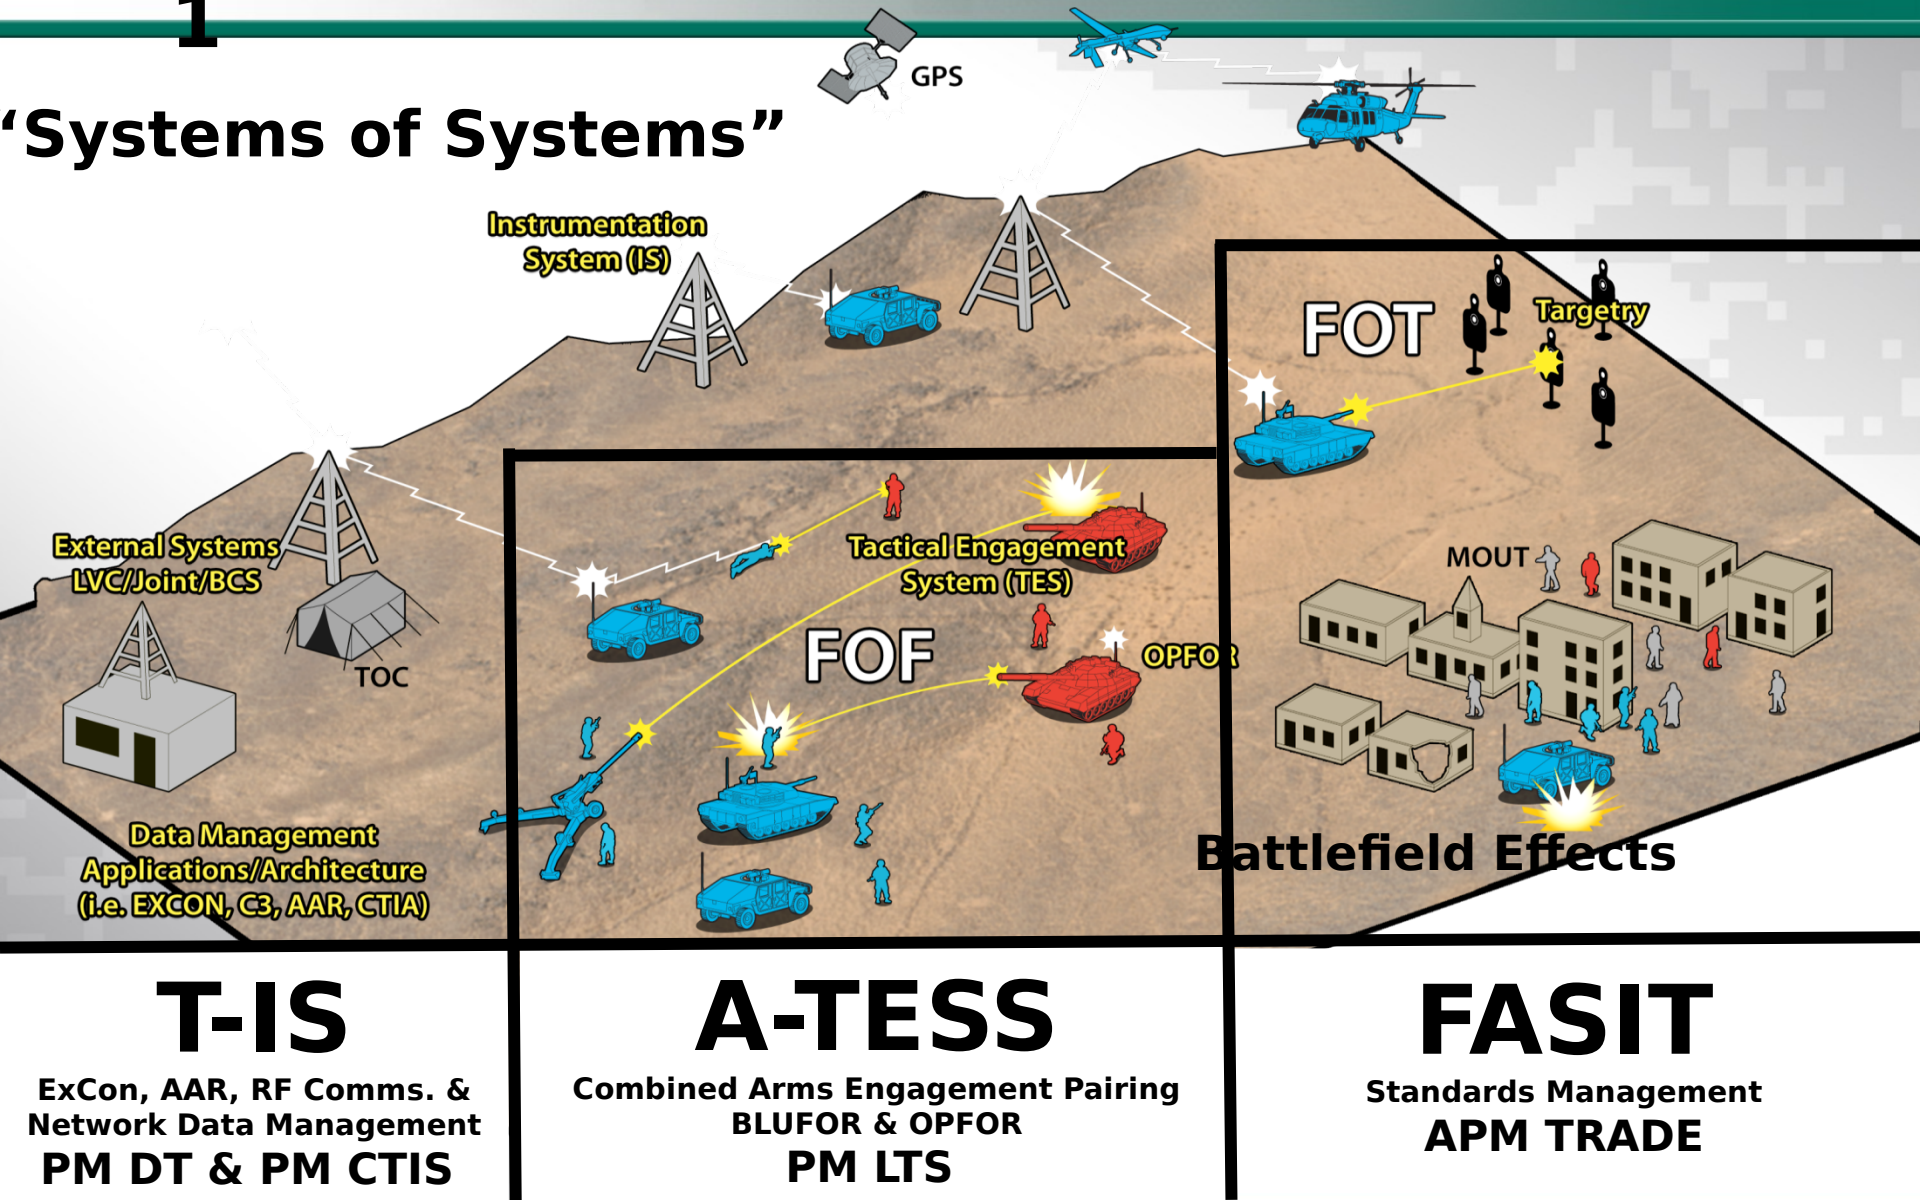 1
“Systems of Systems”
GPS
Instrumentation
System (IS)
FOT
Targetry
External Systems
LVC/Joint/BCS
TOC
Tactical Engagement
System (TES)
FOF
OPFOR
MOUT
Data Management
Applications/Architecture
(i.e. EXCON, C3, AAR, CTIA)
Battlefield Effects
T-IS
ExCon, AAR, RF Comms. &
Network Data Management
PM DT & PM CTIS
A-TESS
Combined Arms Engagement Pairing
BLUFOR & OPFOR
PM LTS
FASIT
Standards Management
APM TRADE